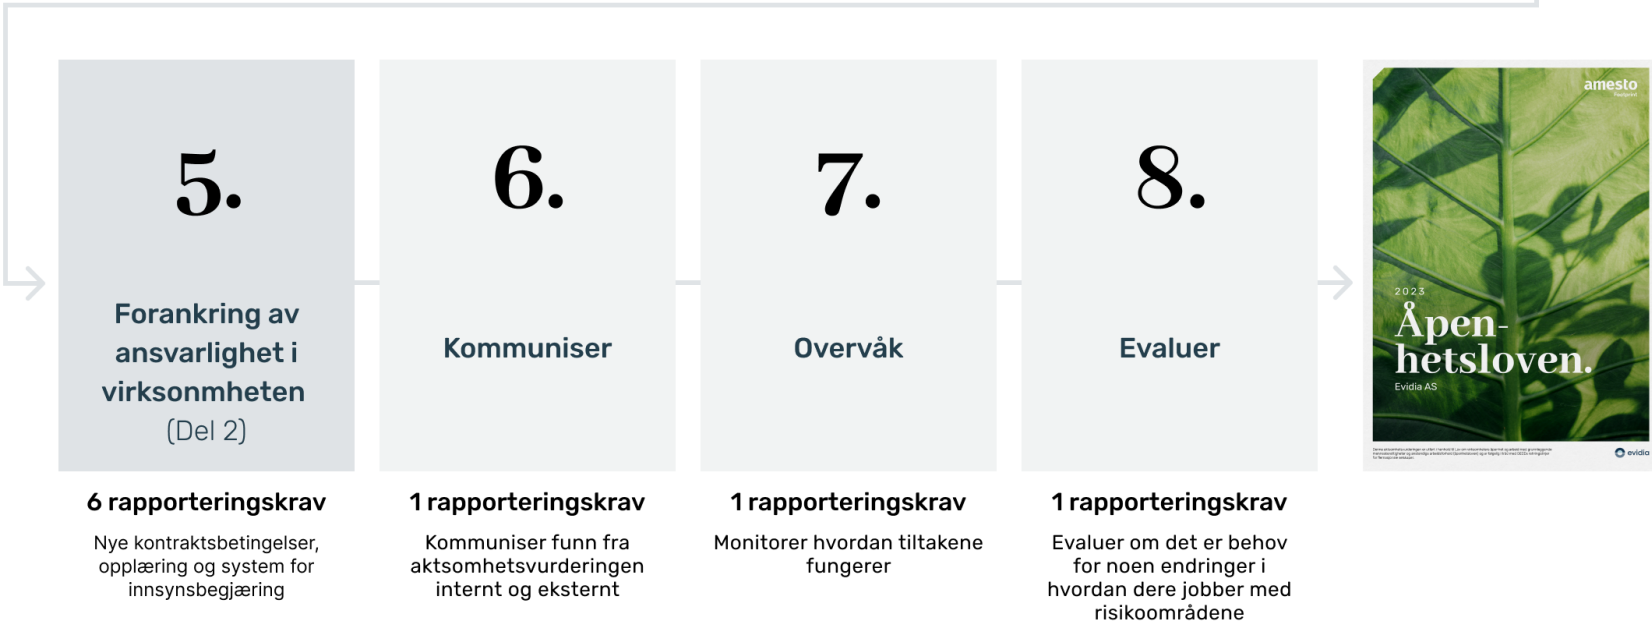 5.
Forankring av
ansvarlighet i
virksonmheten
(Del 2)
6 rapporteringskrav
Nye kontraktsbetingelser,
opplæring og system for
innsynsbegjæring
6.
Kommuniser
1 rapporteringskrav
Kommuniser funn fra
aktsomhetsvurderingen
internt og eksternt
7.
Overvåk
1 rapporteringskrav
Monitorer hvordan tiltakene
fungerer
8.
Evaluer
1 rapporteringskrav
Evaluer om det er behov
for noen endringer i
hvordan dere jobber med
risikoområdene
amesto
Footprint
2023
Åpen-
hetsloven.
Evidia AS
evidia